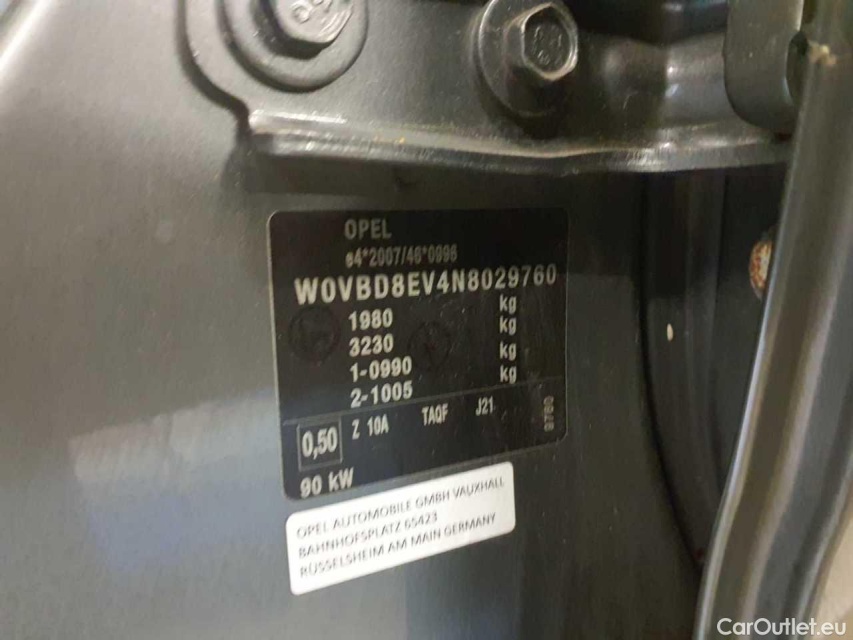 OPEL
e4*2007/46*0996
W0VBD8EV4N8029760
1980 kg
3230 kg
1-0990 kg
2-1005 kg
0,50 Z 10A TAQF J21 9760
90 kW
OPEL AUTOMOBILE GMBH VAUXHALL
BAHNHOFSPLATZ 65423
RÜSSELSHEIM AM MAIN GERMANY
CarOutlet.eu